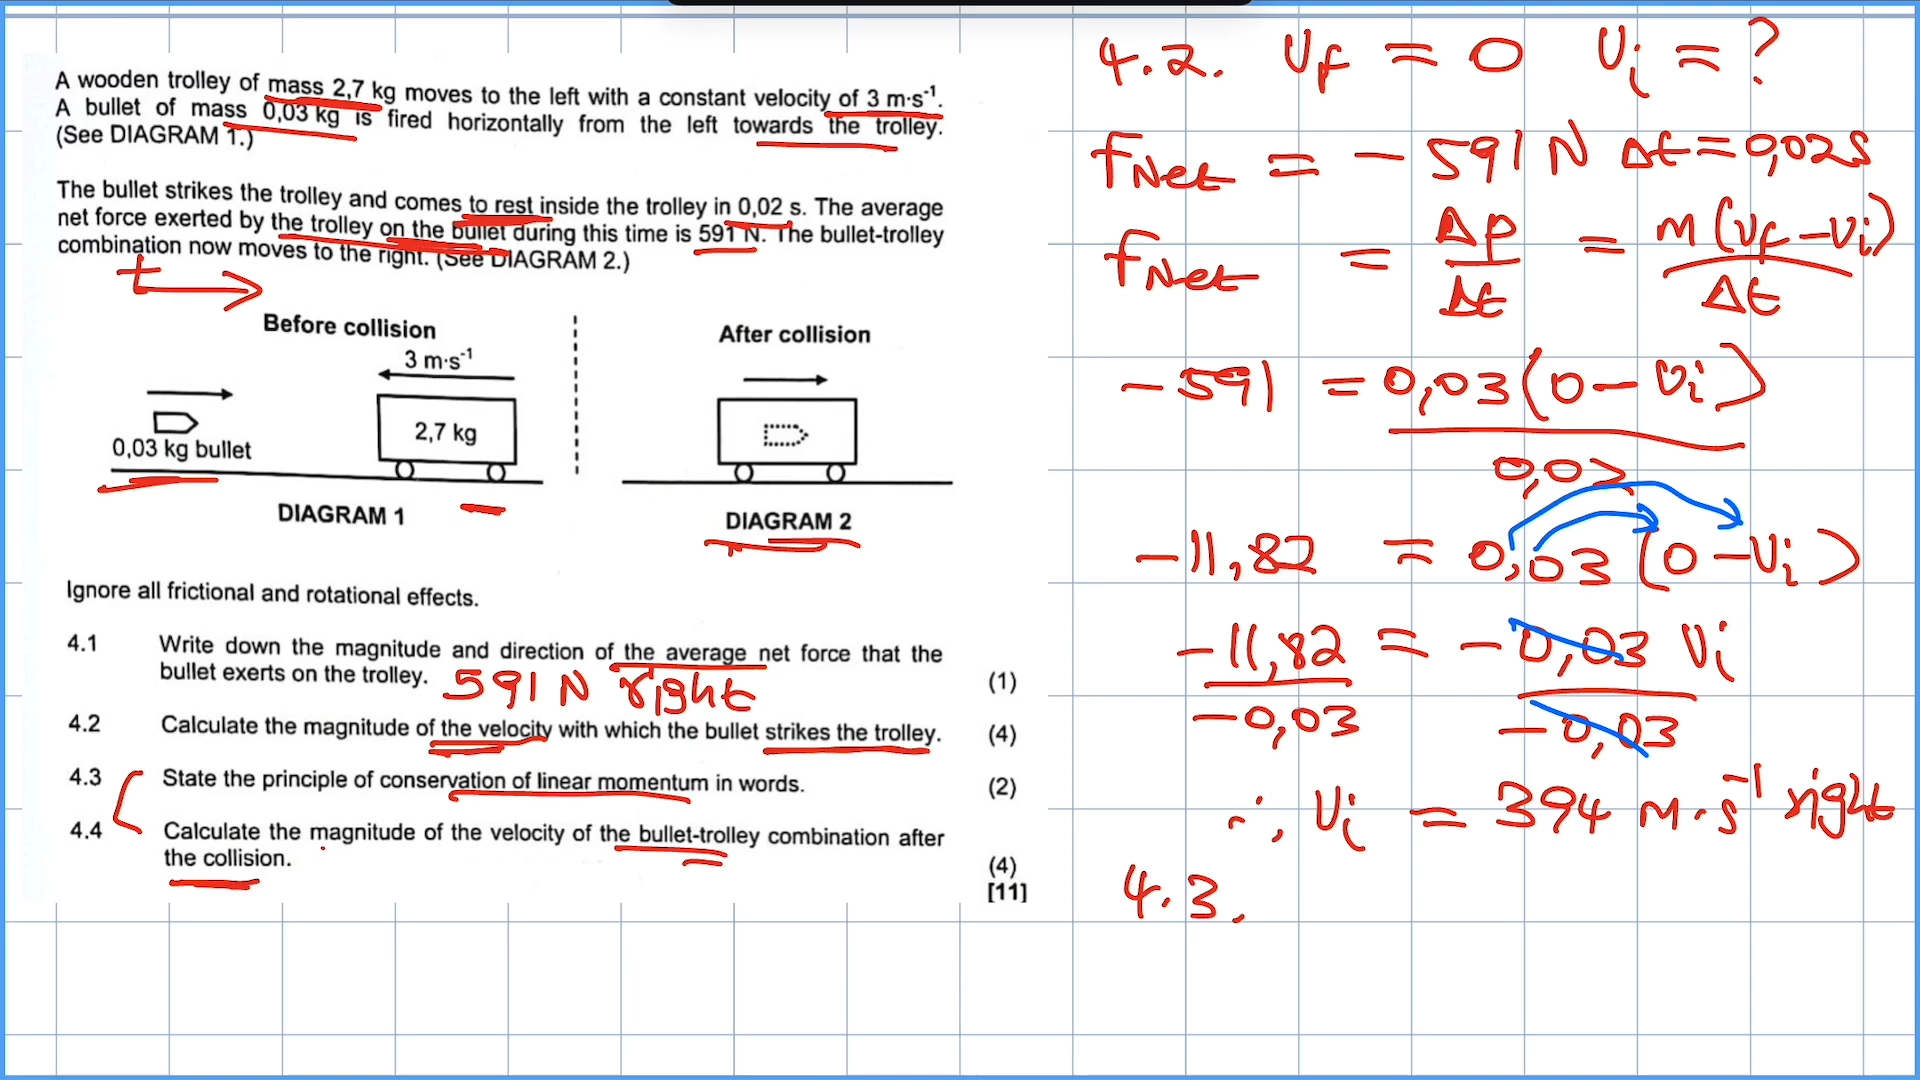 A wooden trolley of mass 2,7 kg moves to the left with a constant velocity of 3 m·s⁻¹.
A bullet of mass 0,03 kg is fired horizontally from the left towards the trolley.
(See DIAGRAM 1.)
The bullet strikes the trolley and comes to rest inside the trolley in 0,02 s. The average
net force exerted by the trolley on the bullet during this time is 591 N. The bullet-trolley
combination now moves to the right. (See DIAGRAM 2.)
+
Before collision
3 m·s⁻¹
2,7 kg
0,03 kg bullet
DIAGRAM 1
After collision
DIAGRAM 2
Ignore all frictional and rotational effects.
4.1 Write down the magnitude and direction of the average net force that the
bullet exerts on the trolley. 591 N right (1)
4.2 Calculate the magnitude of the velocity with which the bullet strikes the trolley. (4)
4.3 State the principle of conservation of linear momentum in words. (2)
4.4 Calculate the magnitude of the velocity of the bullet-trolley combination after
the collision. (4)
[11]
4.2. Vf = 0 Vi = ?
FNet = -591 N Δt = 0,02s
FNet = Δp/Δt = m(vf - vi)/Δt
-591 = 0,03(0 - Vi)
0,02
-11,82 = 0,03(0 - Vi)
-11,82 = -0,03 Vi
-0,03 -0,03
∴ Vi = 394 m·s⁻¹ right
4.3.